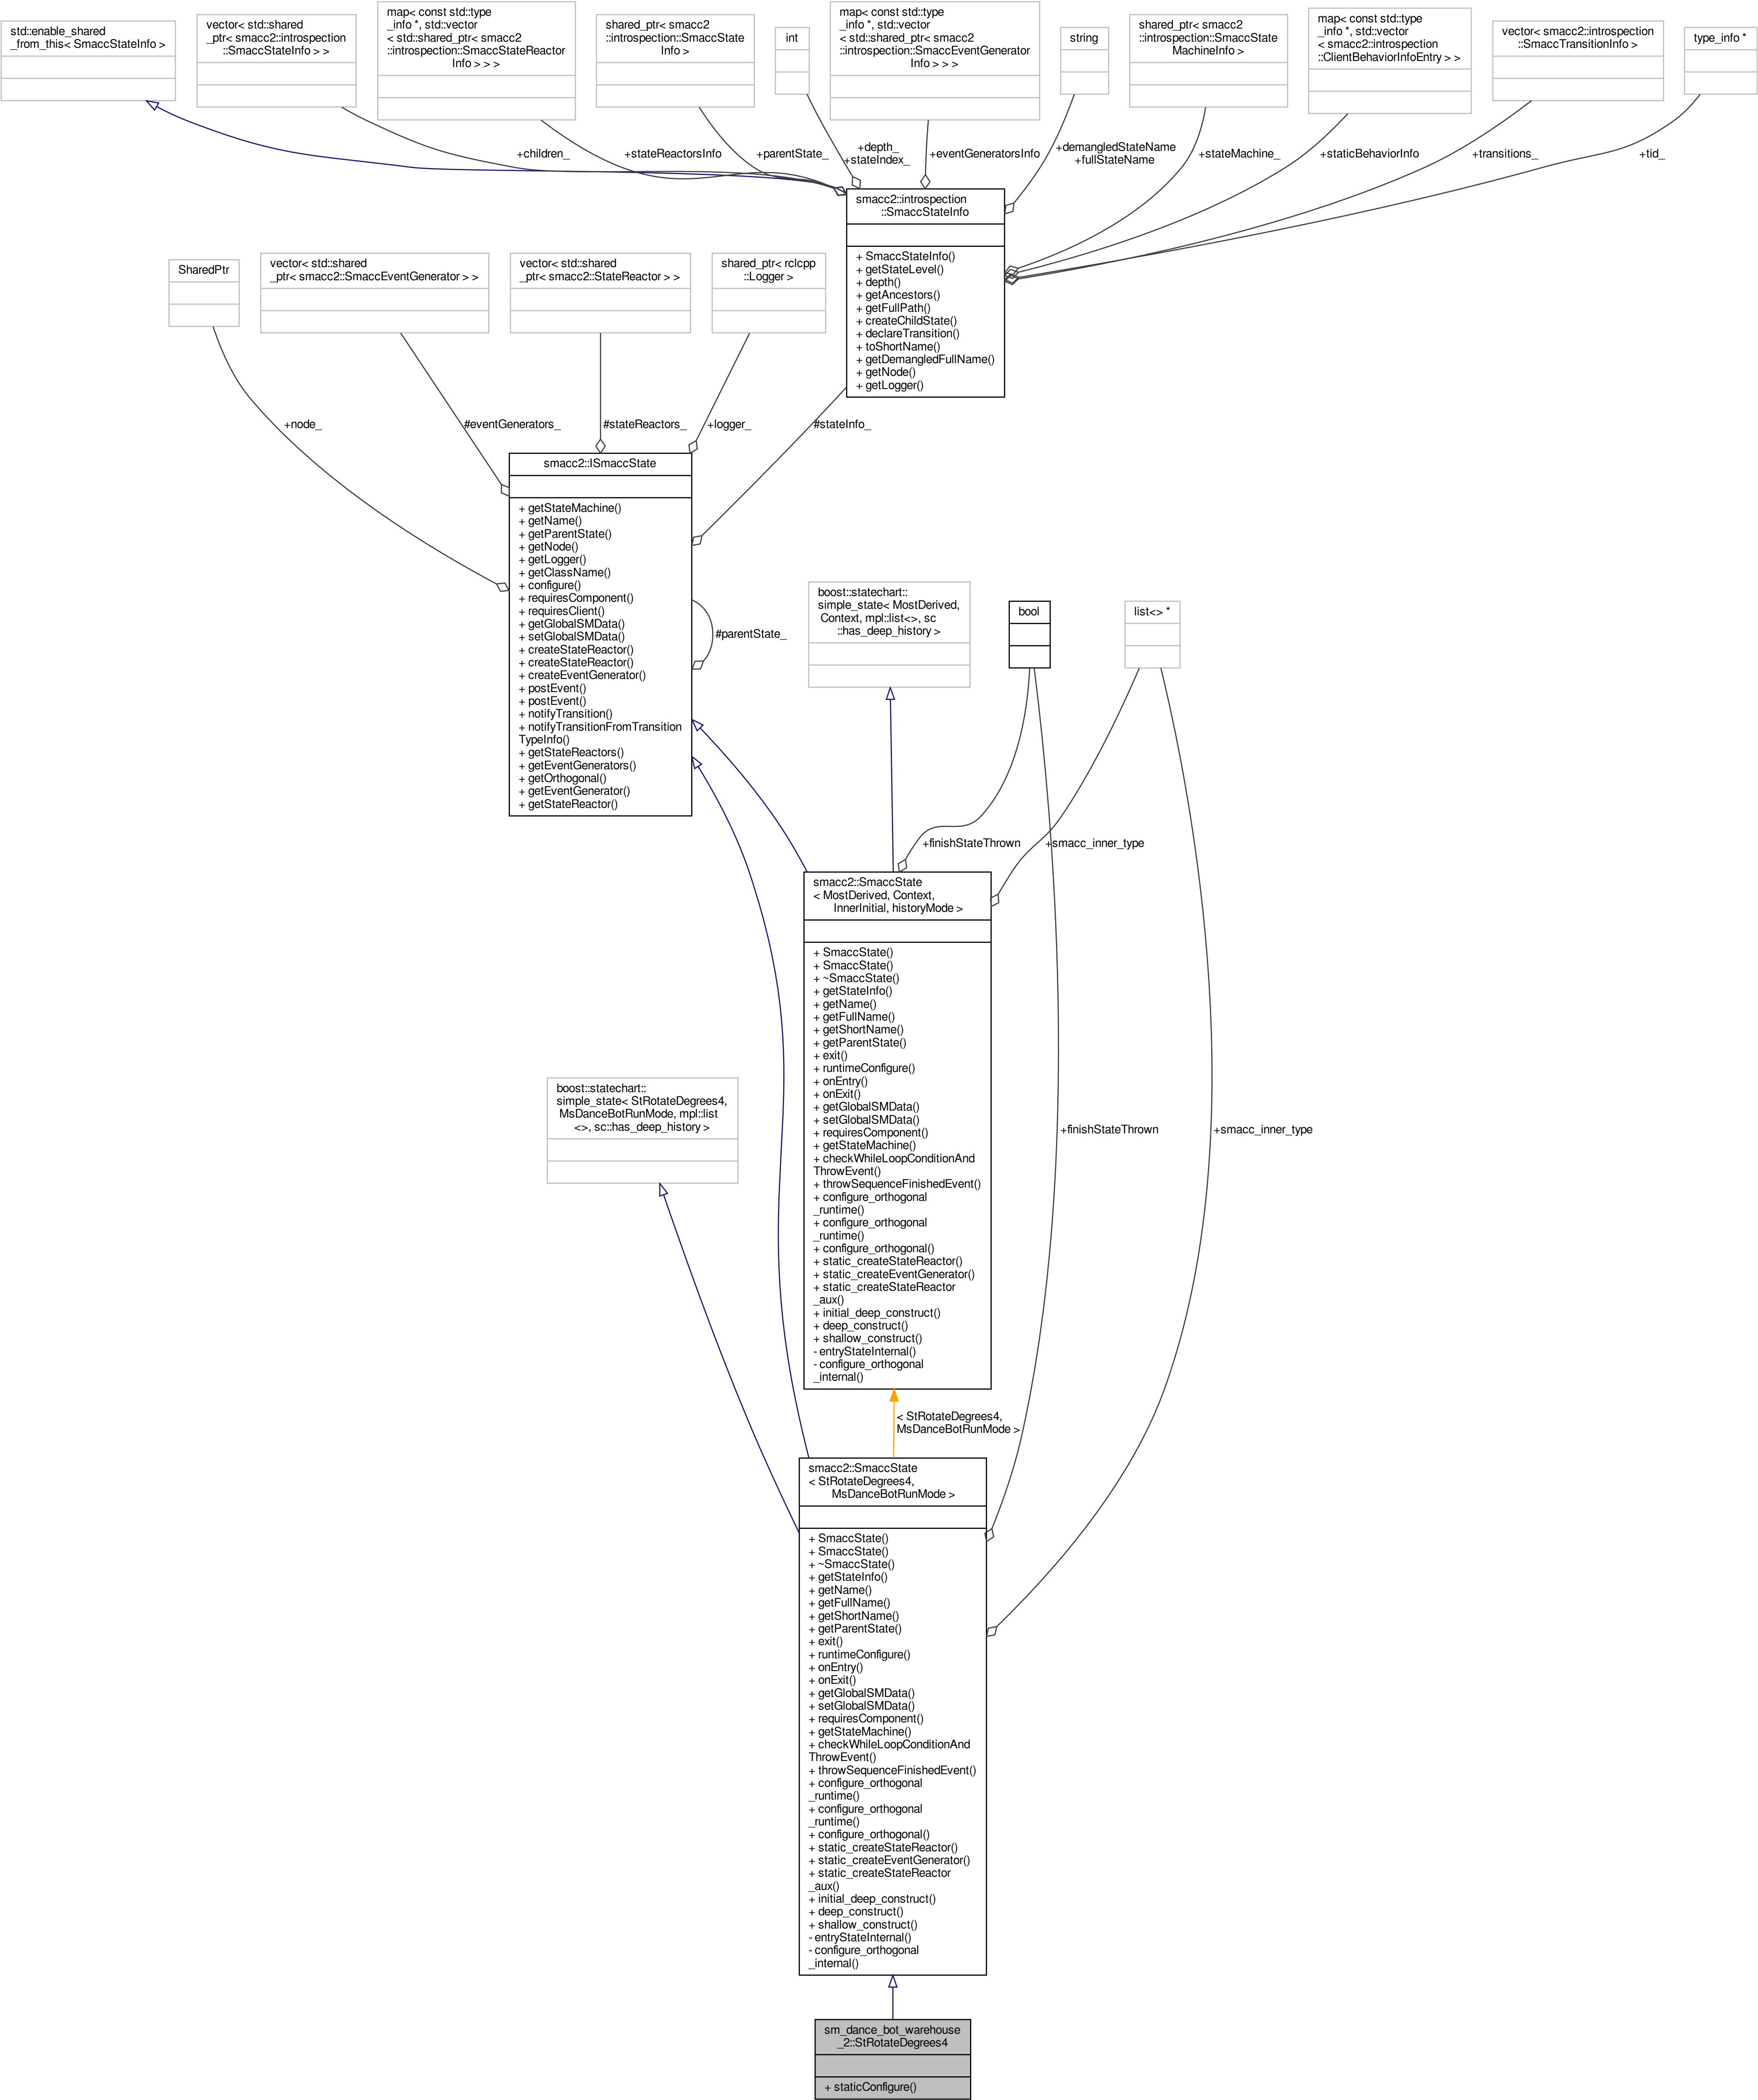 std::enable_shared
_from_this< SmaccStateInfo >
vector< std::shared
_ptr< smacc2::introspection
::SmaccStateInfo > >
map< const std::type
_info *, std::vector
< std::shared_ptr< smacc2
::introspection::SmaccStateReactor
Info > > >
shared_ptr< smacc2
::introspection::SmaccState
Info >
int
map< const std::type
_info *, std::vector
< std::shared_ptr< smacc2
::introspection::SmaccEventGenerator
Info > > >
string
shared_ptr< smacc2
::introspection::SmaccState
MachineInfo >
map< const std::type
_info *, std::vector
< smacc2::introspection
::ClientBehaviorInfoEntry > >
vector< smacc2::introspection
::SmaccTransitionInfo >
type_info *
+children_
+stateReactorsInfo
+parentState_
+depth_
+stateIndex_
+eventGeneratorsInfo
+demangledStateName
+fullStateName
+stateMachine_
+staticBehaviorInfo
+transitions_
+tid_
smacc2::introspection
::SmaccStateInfo
+ SmaccStateInfo()
+ getStateLevel()
+ depth()
+ getAncestors()
+ getFullPath()
+ createChildState()
+ declareTransition()
+ toShortName()
+ getDemangledFullName()
+ getNode()
+ getLogger()
SharedPtr
vector< std::shared
_ptr< smacc2::SmaccEventGenerator > >
vector< std::shared
_ptr< smacc2::StateReactor > >
shared_ptr< rclcpp
::Logger >
+node_
#eventGenerators_
#stateReactors_
+logger_
#stateInfo_
smacc2::ISmaccState
+ getStateMachine()
+ getName()
+ getParentState()
+ getNode()
+ getLogger()
+ getClassName()
+ configure()
+ requiresComponent()
+ requiresClient()
+ getGlobalSMData()
+ setGlobalSMData()
+ createStateReactor()
+ createStateReactor()
+ createEventGenerator()
+ postEvent()
+ postEvent()
+ notifyTransition()
+ notifyTransitionFromTransition
TypeInfo()
+ getStateReactors()
+ getEventGenerators()
+ getOrthogonal()
+ getEventGenerator()
+ getStateReactor()
#parentState_
boost::statechart::
simple_state< MostDerived,
Context, mpl::list<>, sc
::has_deep_history >
bool
list<> *
+finishStateThrown
+smacc_inner_type
smacc2::SmaccState
< MostDerived, Context,
InnerInitial, historyMode >
+ SmaccState()
+ SmaccState()
+ ~SmaccState()
+ getStateInfo()
+ getName()
+ getFullName()
+ getShortName()
+ getParentState()
+ exit()
+ runtimeConfigure()
+ onEntry()
+ onExit()
+ getGlobalSMData()
+ setGlobalSMData()
+ requiresComponent()
+ getStateMachine()
+ checkWhileLoopConditionAnd
ThrowEvent()
+ throwSequenceFinishedEvent()
+ configure_orthogonal
_runtime()
+ configure_orthogonal
_runtime()
+ configure_orthogonal()
+ static_createStateReactor()
+ static_createEventGenerator()
+ static_createStateReactor
_aux()
+ initial_deep_construct()
+ deep_construct()
+ shallow_construct()
- entryStateInternal()
- configure_orthogonal
_internal()
boost::statechart::
simple_state< StRotateDegrees4,
MsDanceBotRunMode, mpl::list
<>, sc::has_deep_history >
+finishStateThrown
+smacc_inner_type
< StRotateDegrees4,
MsDanceBotRunMode >
smacc2::SmaccState
< StRotateDegrees4,
MsDanceBotRunMode >
+ SmaccState()
+ SmaccState()
+ ~SmaccState()
+ getStateInfo()
+ getName()
+ getFullName()
+ getShortName()
+ getParentState()
+ exit()
+ runtimeConfigure()
+ onEntry()
+ onExit()
+ getGlobalSMData()
+ setGlobalSMData()
+ requiresComponent()
+ getStateMachine()
+ checkWhileLoopConditionAnd
ThrowEvent()
+ throwSequenceFinishedEvent()
+ configure_orthogonal
_runtime()
+ configure_orthogonal
_runtime()
+ configure_orthogonal()
+ static_createStateReactor()
+ static_createEventGenerator()
+ static_createStateReactor
_aux()
+ initial_deep_construct()
+ deep_construct()
+ shallow_construct()
- entryStateInternal()
- configure_orthogonal
_internal()
sm_dance_bot_warehouse
_2::StRotateDegrees4
+ staticConfigure()